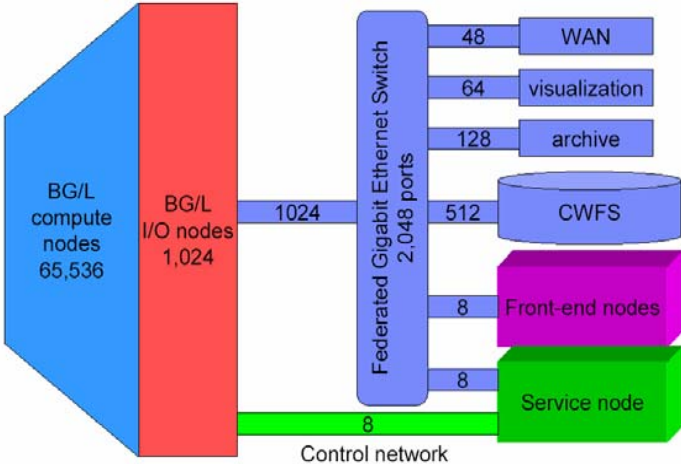 BG/L
compute
nodes
65,536
BG/L
I/O nodes
1,024
1024
Federated Gigabit Ethernet Switch
2,048 ports
48
WAN
64
visualization
128
archive
512
CWFS
8
Front-end nodes
8
Service node
8
Control network